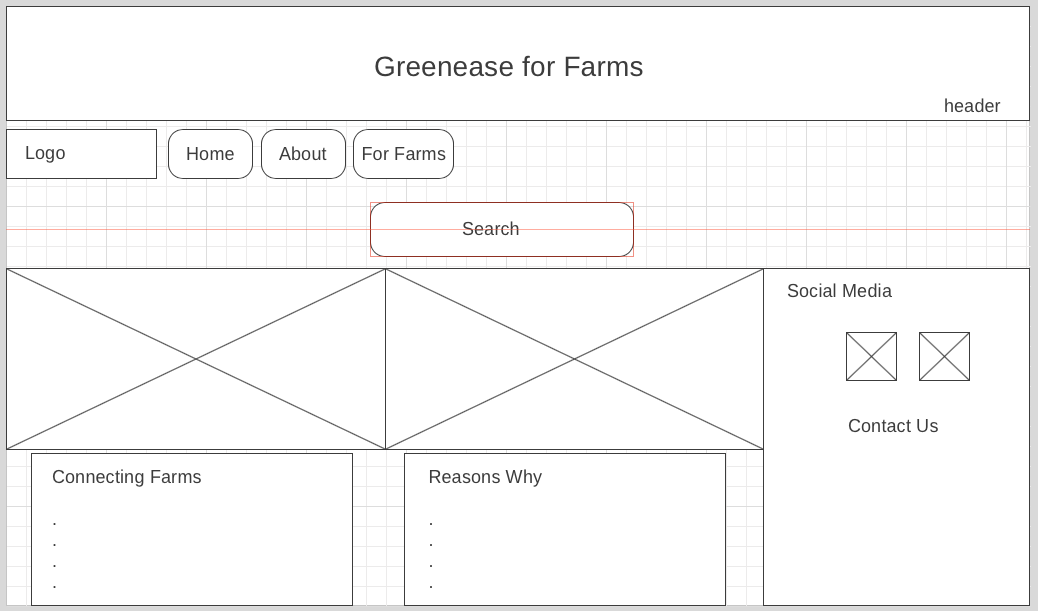 Greenease for Farms
header
Logo
Home
About
For Farms
Search
Social Media
Contact Us
Connecting Farms
.
.
.
.
Reasons Why
.
.
.
.